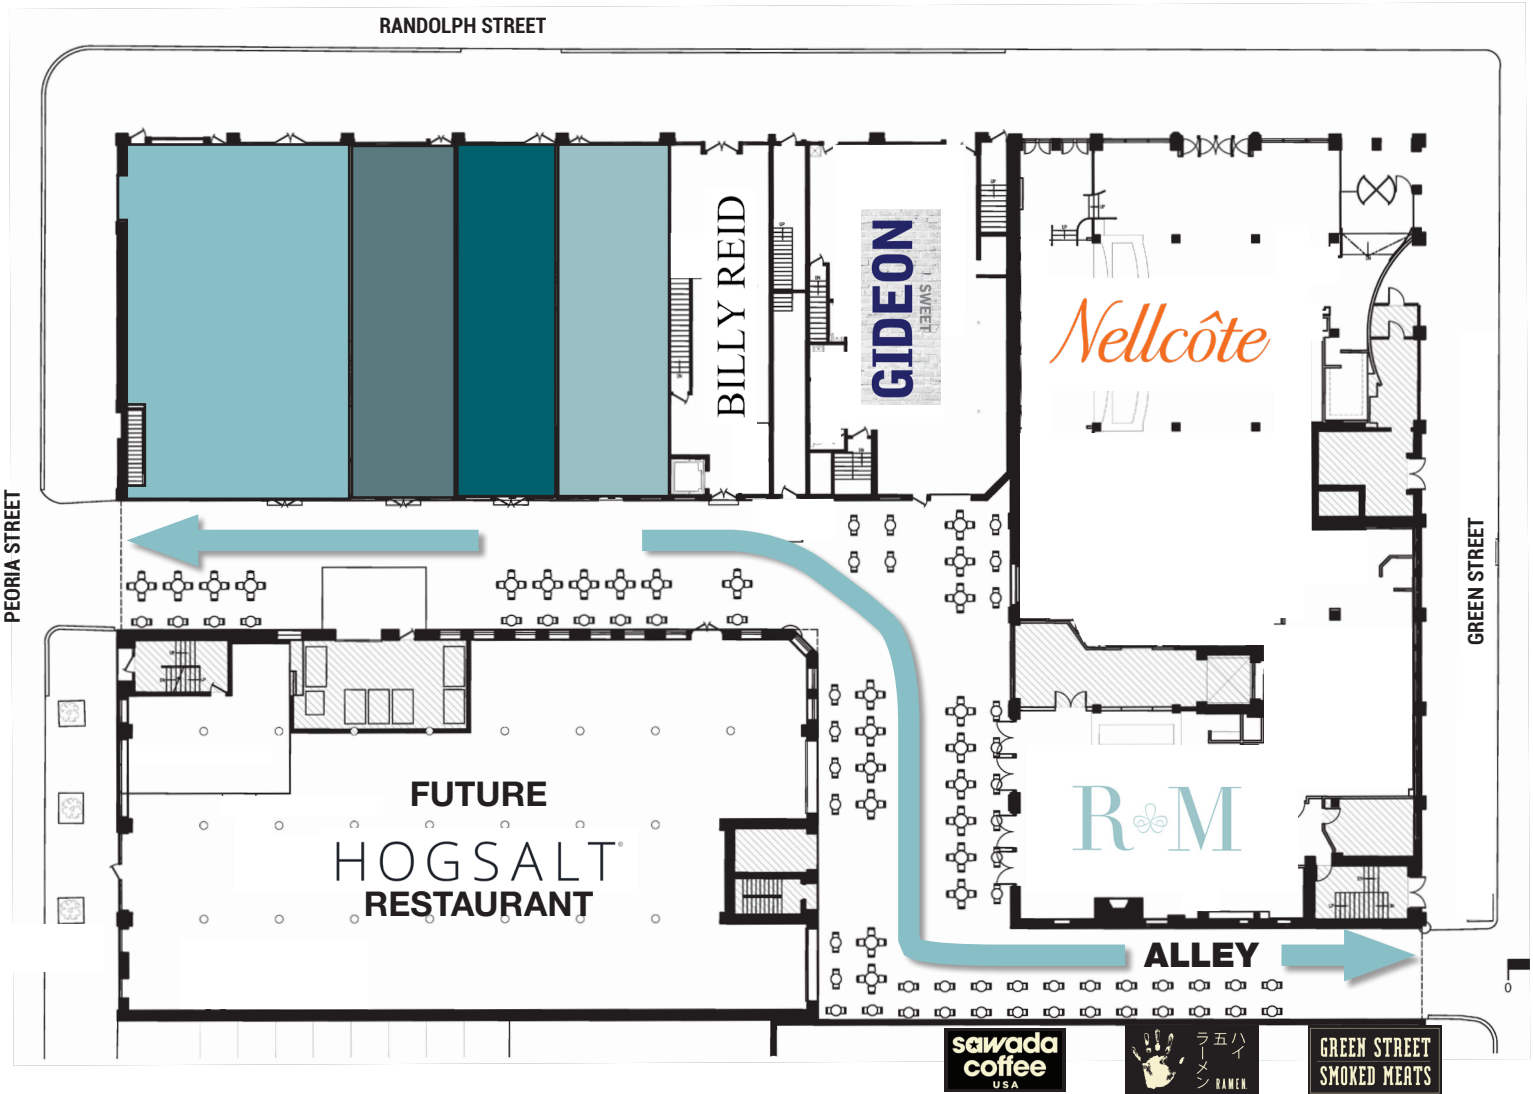 RANDOLPH STREET
PEORIA STREET
GREEN STREET
BILLY REID
GIDEON
SWEET
Nellcôte
FUTURE
HOGSALT®
RESTAURANT
R M
ALLEY
0
sawada
coffee
USA
ハイ
五
ラーメン
RAMEN
GREEN STREET
SMOKED MEATS